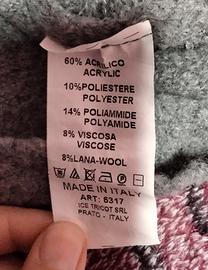 60% ACRILICO
ACRYLIC
10%POLIESTERE
POLYESTER
14% POLIAMMIDE
POLYAMIDE
8% VISCOSA
VISCOSE
8%LANA-WOOL
MADE IN ITALY
ART: 6317
ICE TRICOT SRL
PRATO - ITALY